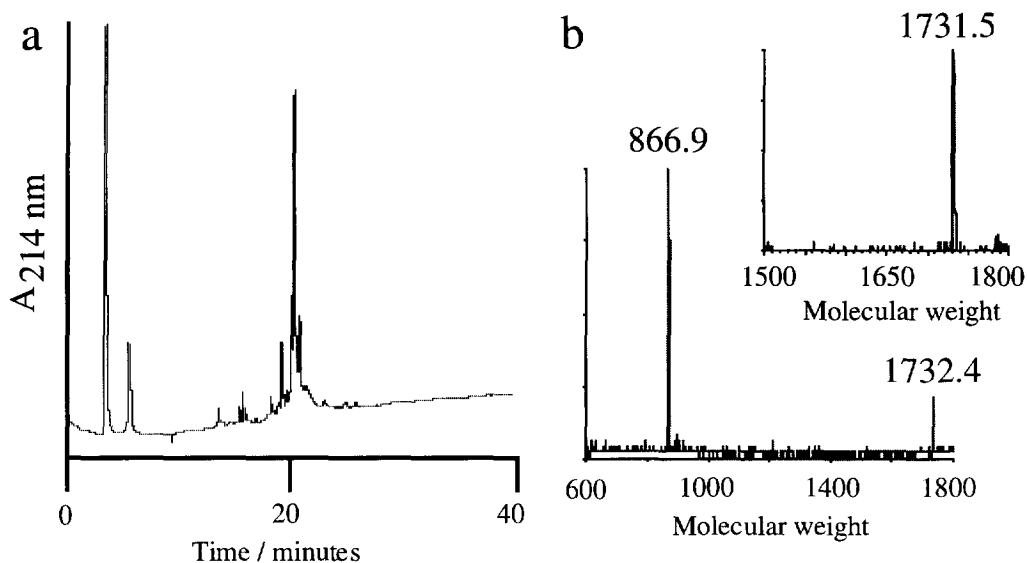 a
A 214 nm
0 20 40
Time / minutes
b
1731.5
1500 1650 1800
Molecular weight
866.9
1732.4
600 1000 1400 1800
Molecular weight